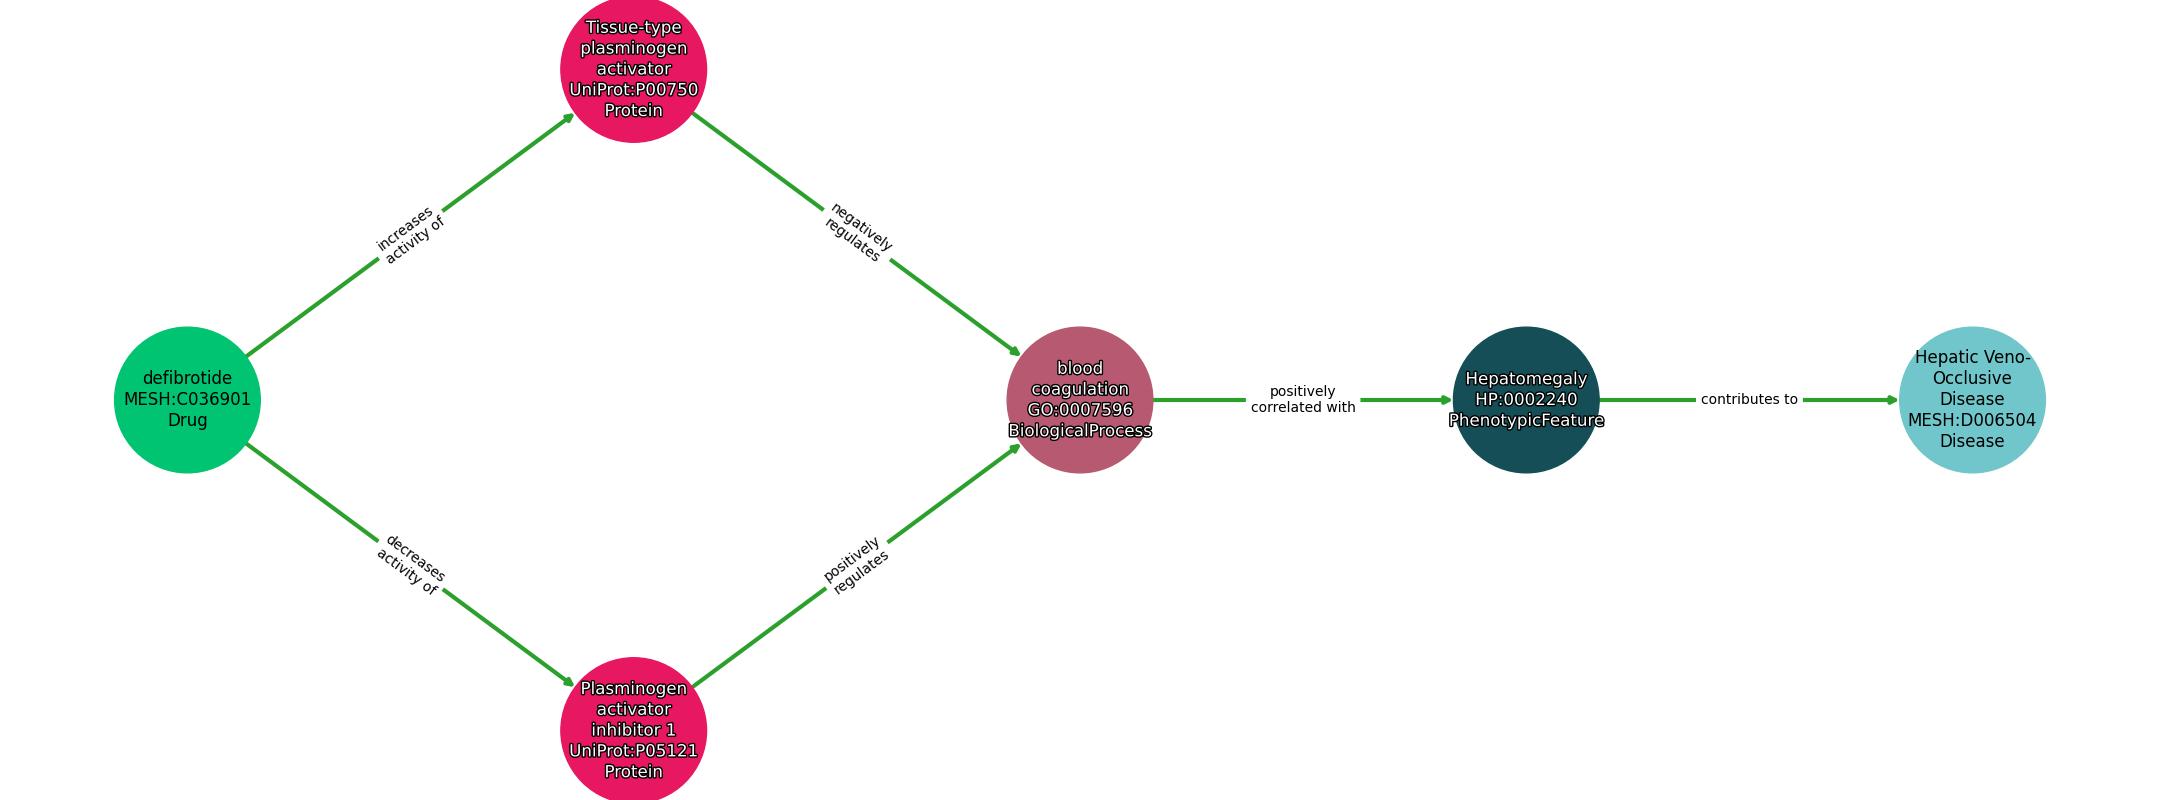 Tissue-type
plasminogen
activator
UniProt:P00750
Protein
increases
activity of
negatively
regulates
defibrotide
MESH:C036901
Drug
blood
coagulation
GO:0007596
BiologicalProcess
positively
correlated with
Hepatomegaly
HP:0002240
PhenotypicFeature
contributes to
Hepatic Veno-
Occlusive
Disease
MESH:D006504
Disease
decreases
activity of
positively
regulates
Plasminogen
activator
inhibitor 1
UniProt:P05121
Protein